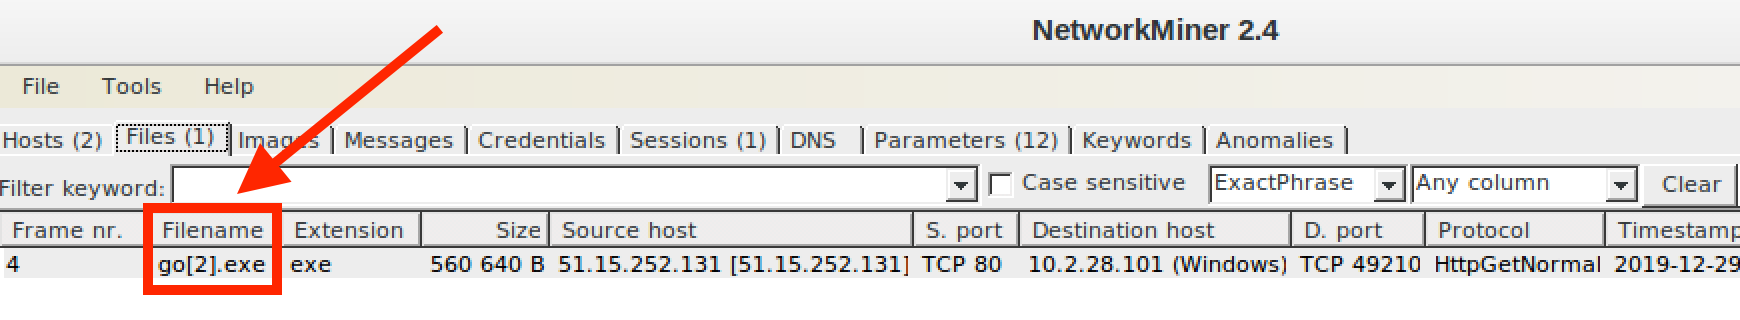 NetworkMiner 2.4
File Tools Help
Hosts (2) Files (1) Images Messages Credentials Sessions (1) DNS Parameters (12) Keywords Anomalies
Filter keyword: Case sensitive ExactPhrase Any column Clear
Frame nr. Filename Extension Size Source host S. port Destination host D. port Protocol Timestamp
4 go[2].exe exe 560 640 B 51.15.252.131 [51.15.252.131] TCP 80 10.2.28.101 (Windows) TCP 49210 HttpGetNormal 2019-12-29